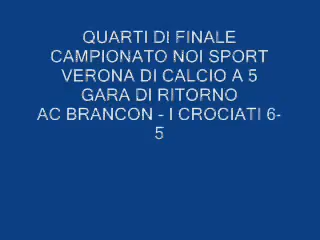 QUARTI DI FINALE
CAMPIONATO NOI SPORT
VERONA DI CALCIO A 5
GARA DI RITORNO
AC BRANCON - I CROCIATI 6-
5